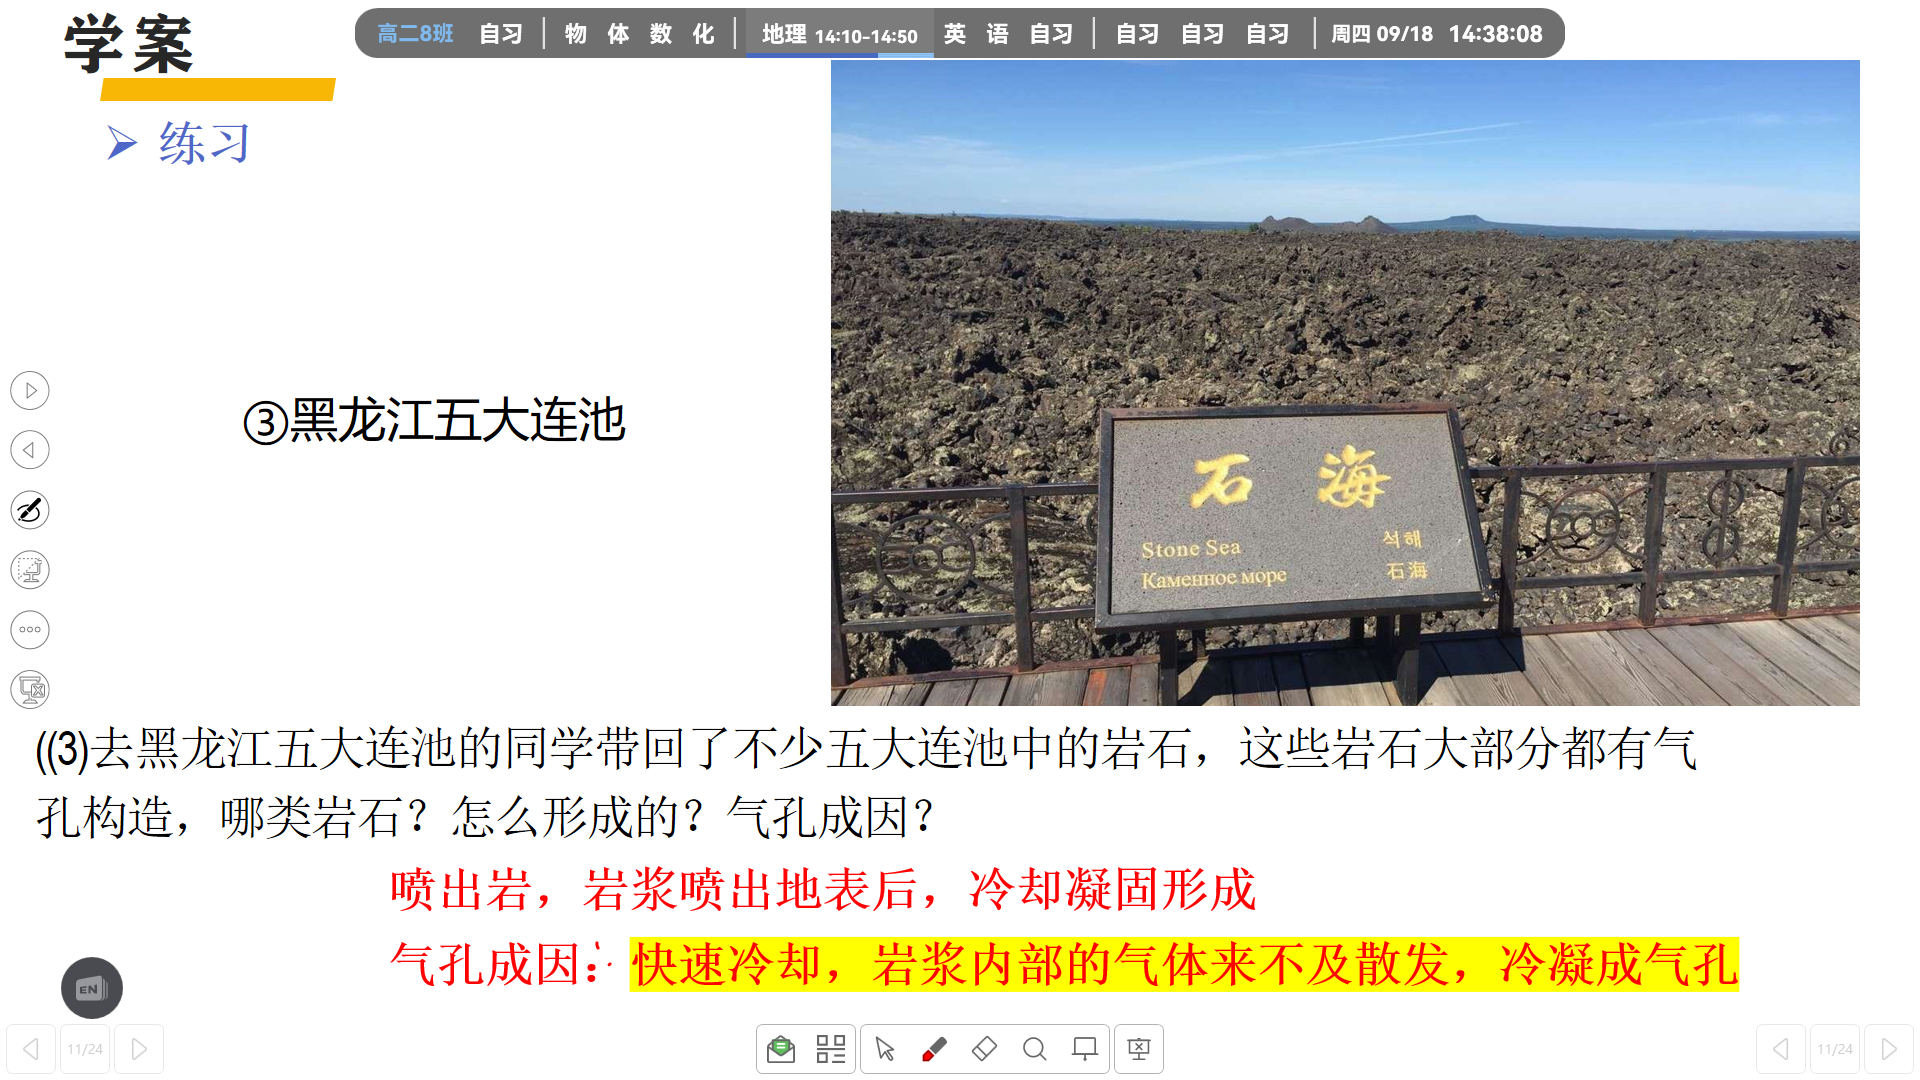 学案
高二8班 自习 物 体 数 化 地理 14:10-14:50 英 语 自习 自习 自习 自习 周四 09/18 14:38:08
练习
③黑龙江五大连池
石 海
Stone Sea 석해
Каменное море 石海
((3)去黑龙江五大连池的同学带回了不少五大连池中的岩石，这些岩石大部分都有气
孔构造，哪类岩石？怎么形成的？气孔成因？
喷出岩，岩浆喷出地表后，冷却凝固形成
气孔成因：快速冷却，岩浆内部的气体来不及散发，冷凝成气孔
EN
11/24 11/24